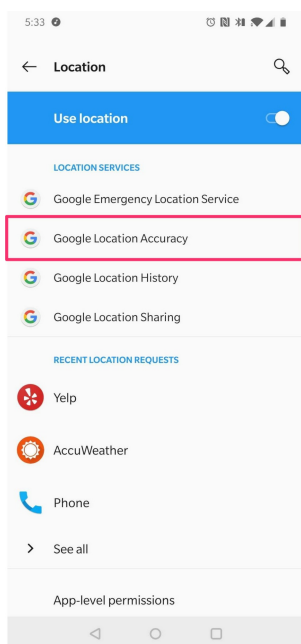 5:33
Location
Use location
LOCATION SERVICES
Google Emergency Location Service
Google Location Accuracy
Google Location History
Google Location Sharing
RECENT LOCATION REQUESTS
Yelp
AccuWeather
Phone
See all
App-level permissions